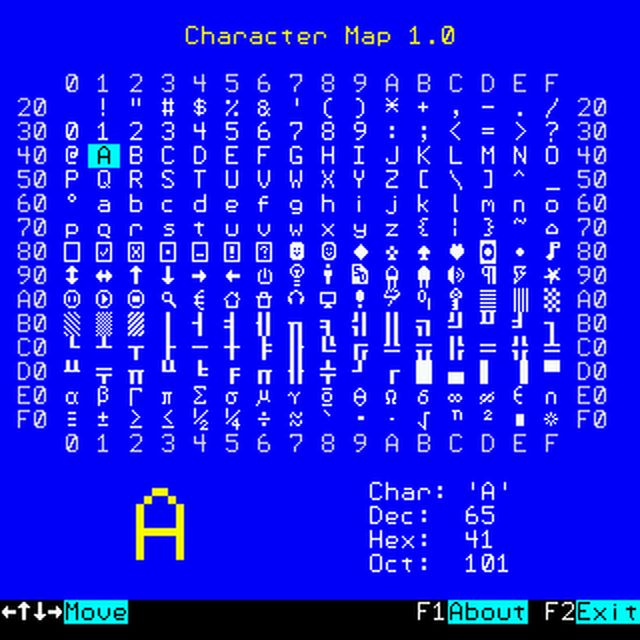 Character Map 1.0
0 1 2 3 4 5 6 7 8 9 A B C D E F
20 ! " # $ % & ' ( ) * + , - . / 20
30 0 1 2 3 4 5 6 7 8 9 : ; < = > ? 30
40 @ A B C D E F G H I J K L M N O 40
50 P Q R S T U V W X Y Z [ \ ] ^ _ 50
60 ° a b c d e f g h i j k l m n o 60
70 p q r s t u v w x y z { ¦ } ~ ⌂ 70
80 80
90 ↕ ↔ ↑ ↓ → ← 90
A0 A0
B0 B0
C0 C0
D0 D0
E0 α β Γ π Σ σ μ γ θ Ω δ ∞ ∈ ∩ E0
F0 Ξ ± ≥ ≤ ½ ¼ ÷ ≈ ° √ ⁿ ² F0
0 1 2 3 4 5 6 7 8 9 A B C D E F
A
Char: 'A'
Dec: 65
Hex: 41
Oct: 101
←↑↓→Move F1About F2Exit